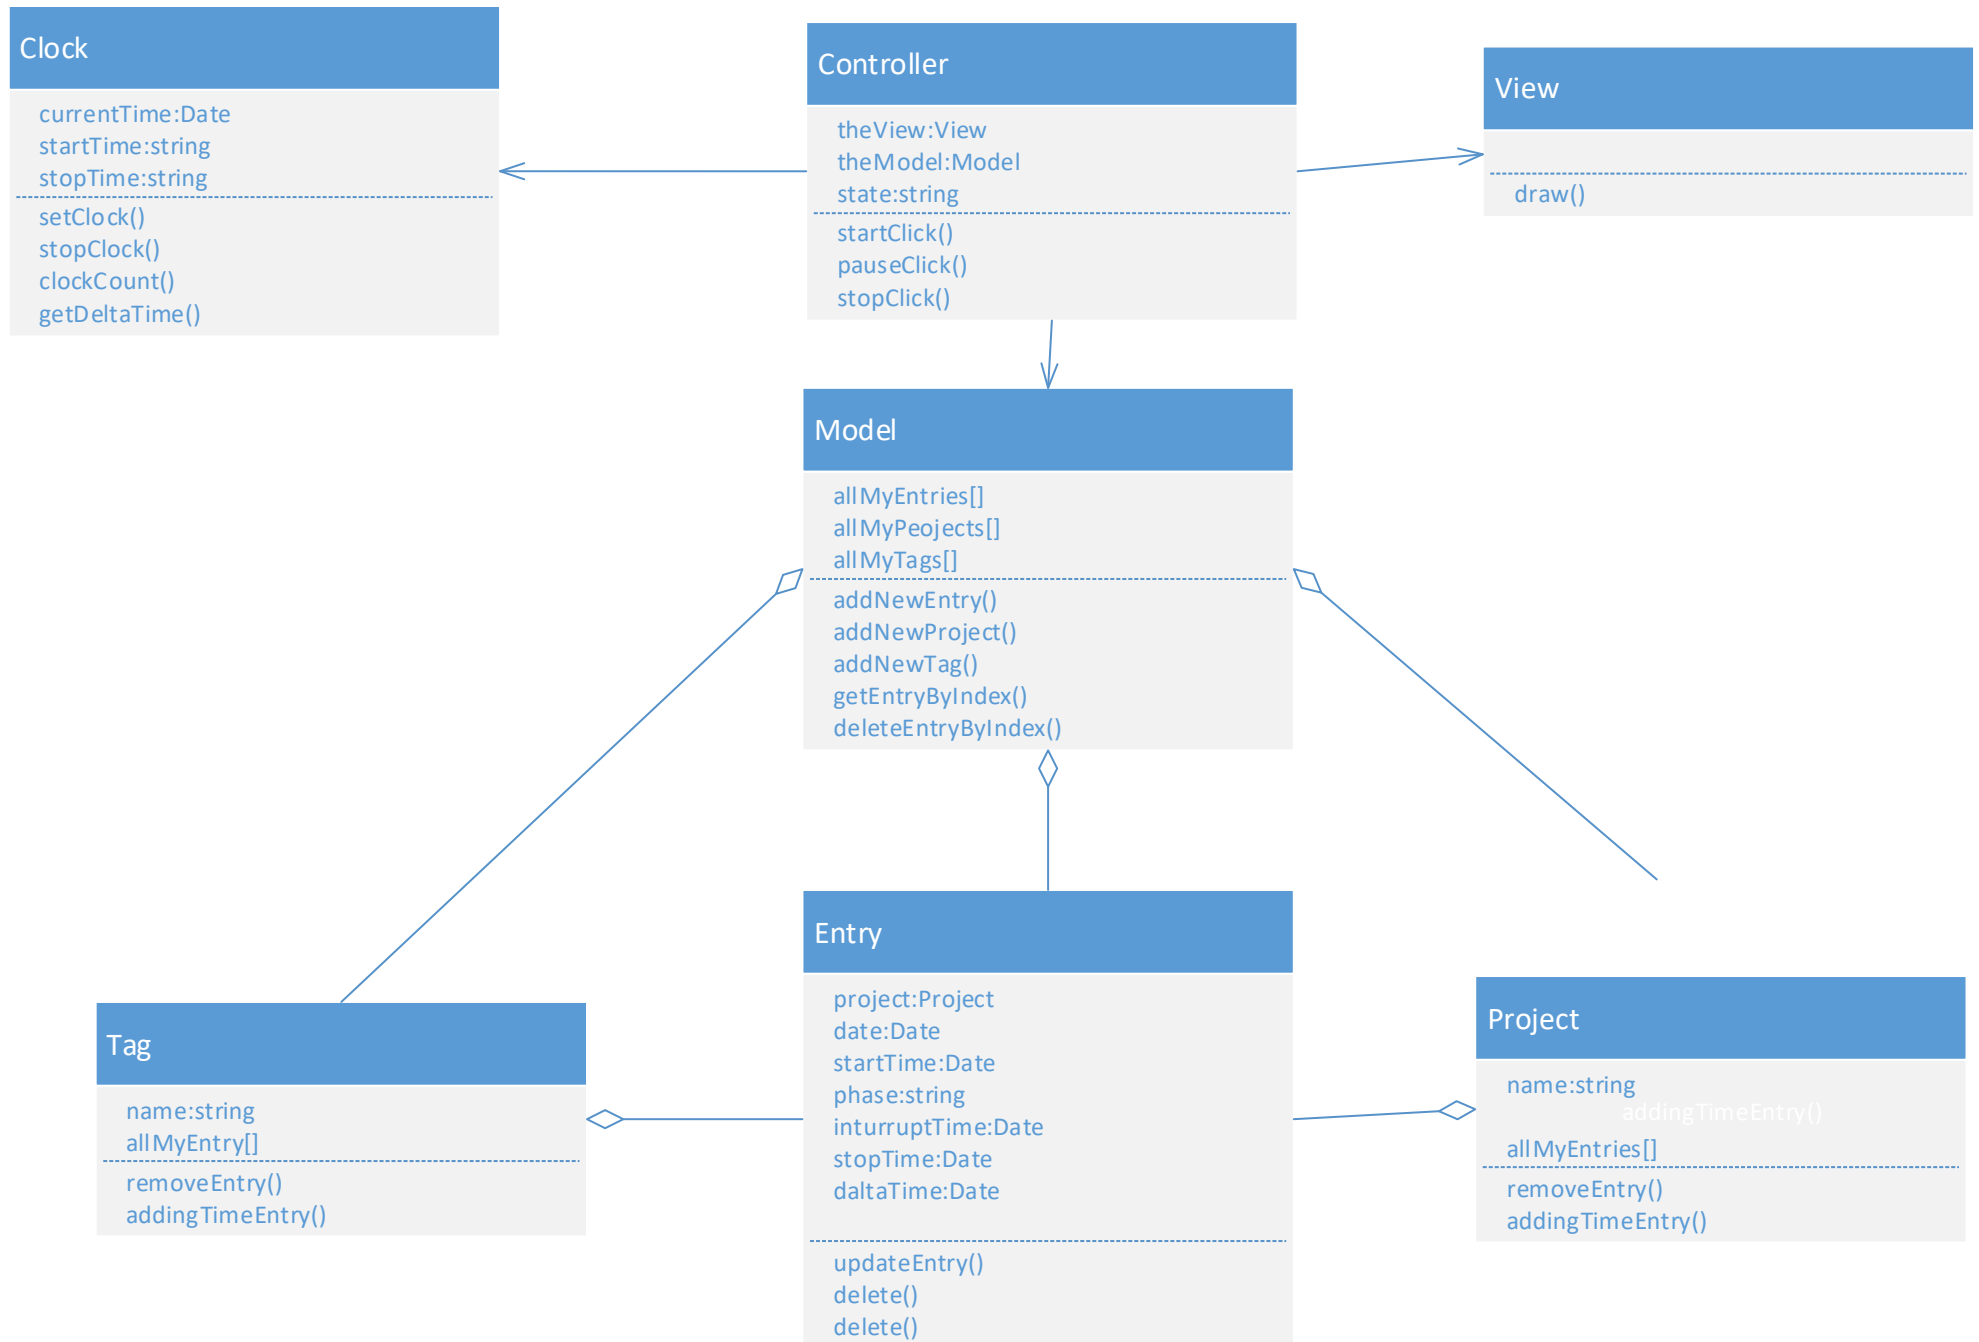 Clock
currentTime:Date
startTime:string
stopTime:string
setClock()
stopClock()
clockCount()
getDeltaTime()
Controller
theView:View
theModel:Model
state:string
startClick()
pauseClick()
stopClick()
View
draw()
Model
allMyEntries[]
allMyPeojects[]
allMyTags[]
addNewEntry()
addNewProject()
addNewTag()
getEntryByIndex()
deleteEntryByIndex()
Tag
name:string
allMyEntry[]
removeEntry()
addingTimeEntry()
Entry
project:Project
date:Date
startTime:Date
phase:string
inturruptTime:Date
stopTime:Date
daltaTime:Date
updateEntry()
delete()
delete()
Project
name:string
addingTimeEntry()
allMyEntries[]
removeEntry()
addingTimeEntry()